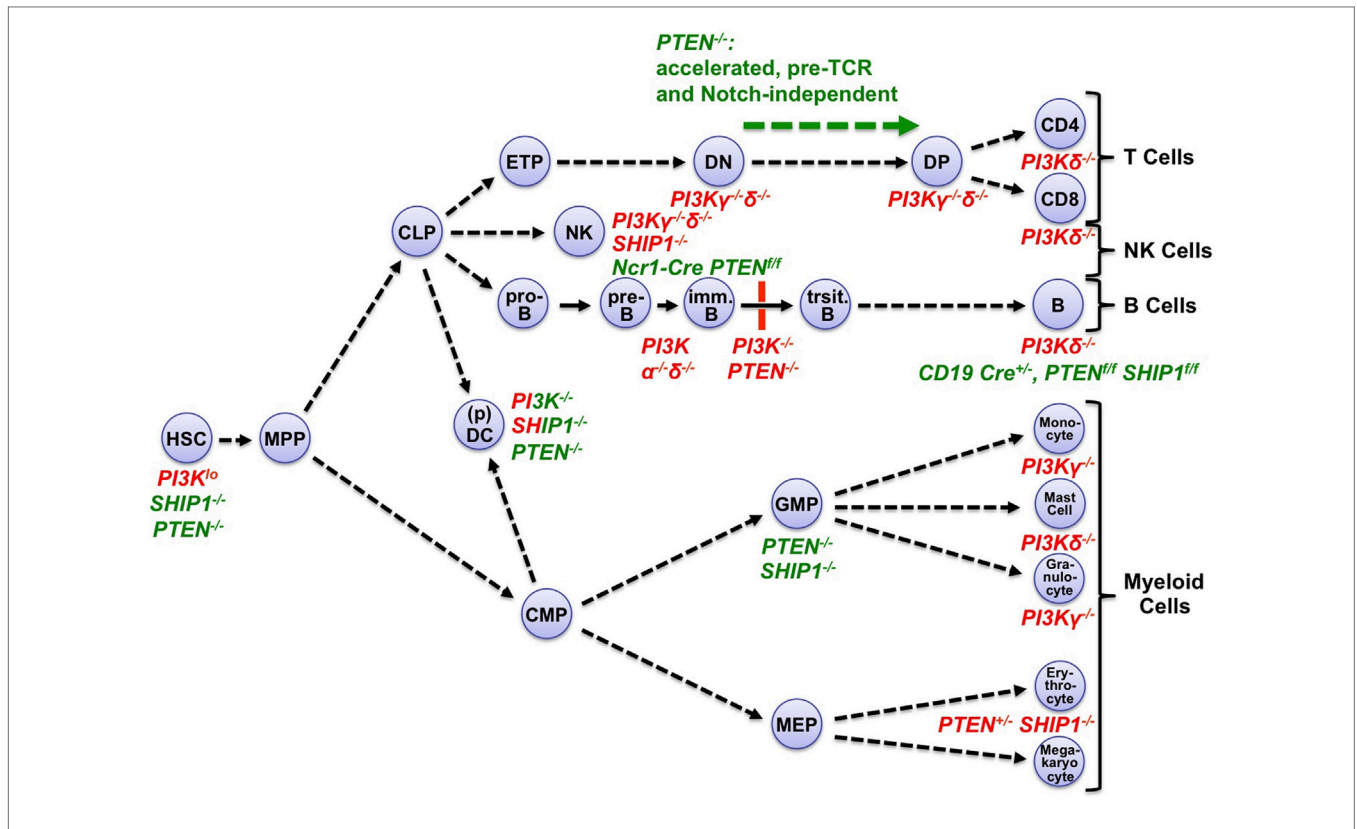 PTEN-/-:
accelerated, pre-TCR
and Notch-independent
ETP
DN
DP
CD4
PI3Kδ-/-
CD8
PI3Kδ-/-
T Cells
PI3Kγ-/-δ-/-
PI3Kγ-/-δ-/-
CLP
NK
PI3Kγ-/-δ-/-
SHIP1-/-
Ncr1-Cre PTENf/f
NK Cells
pro-
B
pre-
B
imm.
B
trsit.
B
B
B Cells
PI3K
α-/-δ-/-
PI3K-/-
PTEN-/-
PI3Kδ-/-
CD19 Cre+/-, PTENf/f SHIP1f/f
(p)
DC
PI3K-/-
SHIP1-/-
PTEN-/-
HSC
MPP
PI3Klo
SHIP1-/-
PTEN-/-
Mono-
cyte
PI3Kγ-/-
GMP
PTEN-/-
SHIP1-/-
Mast
Cell
PI3Kδ-/-
Gra-
nulo-
cyte
PI3Kγ-/-
Myeloid
Cells
CMP
MEP
Ery-
thro-
cyte
PTEN+/- SHIP1-/-
Mega-
karyo
cyte